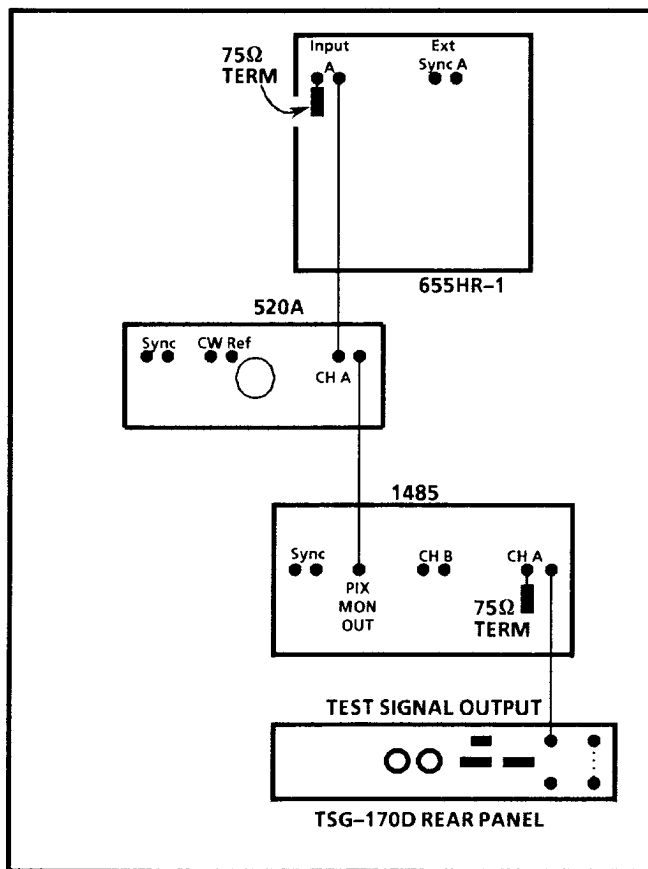 Input
A
Ext
Sync A
75Ω
TERM
655HR–1
520A
Sync
CW Ref
CH A
1485
Sync
PIX
MON
OUT
CH B
CH A
75Ω
TERM
TEST SIGNAL OUTPUT
TSG–170D REAR PANEL